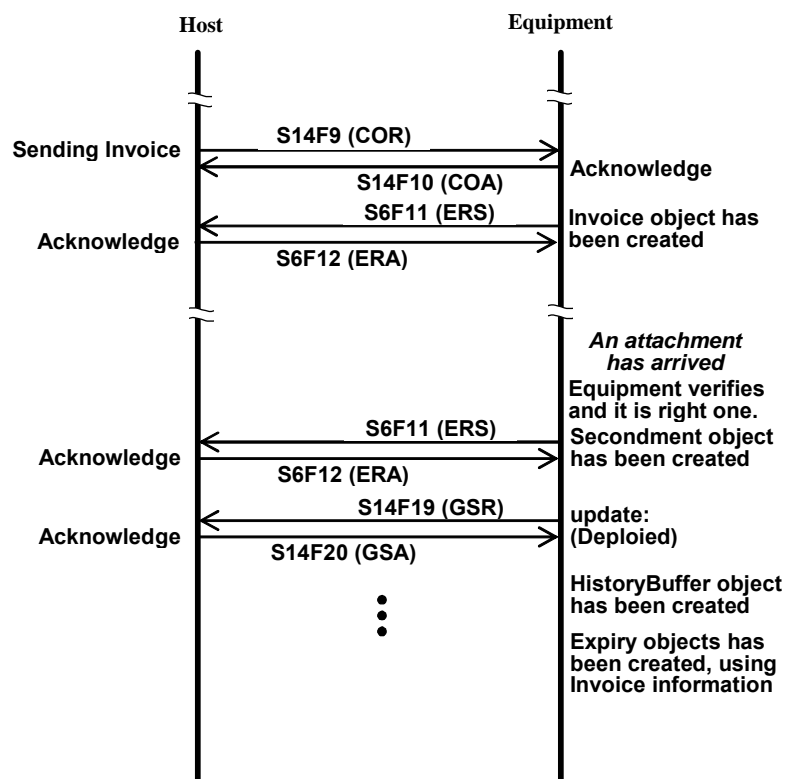 Host
Equipment
S14F9 (COR)
Sending Invoice
S14F10 (COA)
Acknowledge
S6F11 (ERS)
Invoice object has
been created
Acknowledge
S6F12 (ERA)
An attachment
has arrived
Equipment verifies
and it is right one.
S6F11 (ERS)
Secondment object
has been created
Acknowledge
S6F12 (ERA)
S14F19 (GSR)
update:
(Deploied)
Acknowledge
S14F20 (GSA)
HistoryBuffer object
has been created
Expiry objects has
been created, using
Invoice information